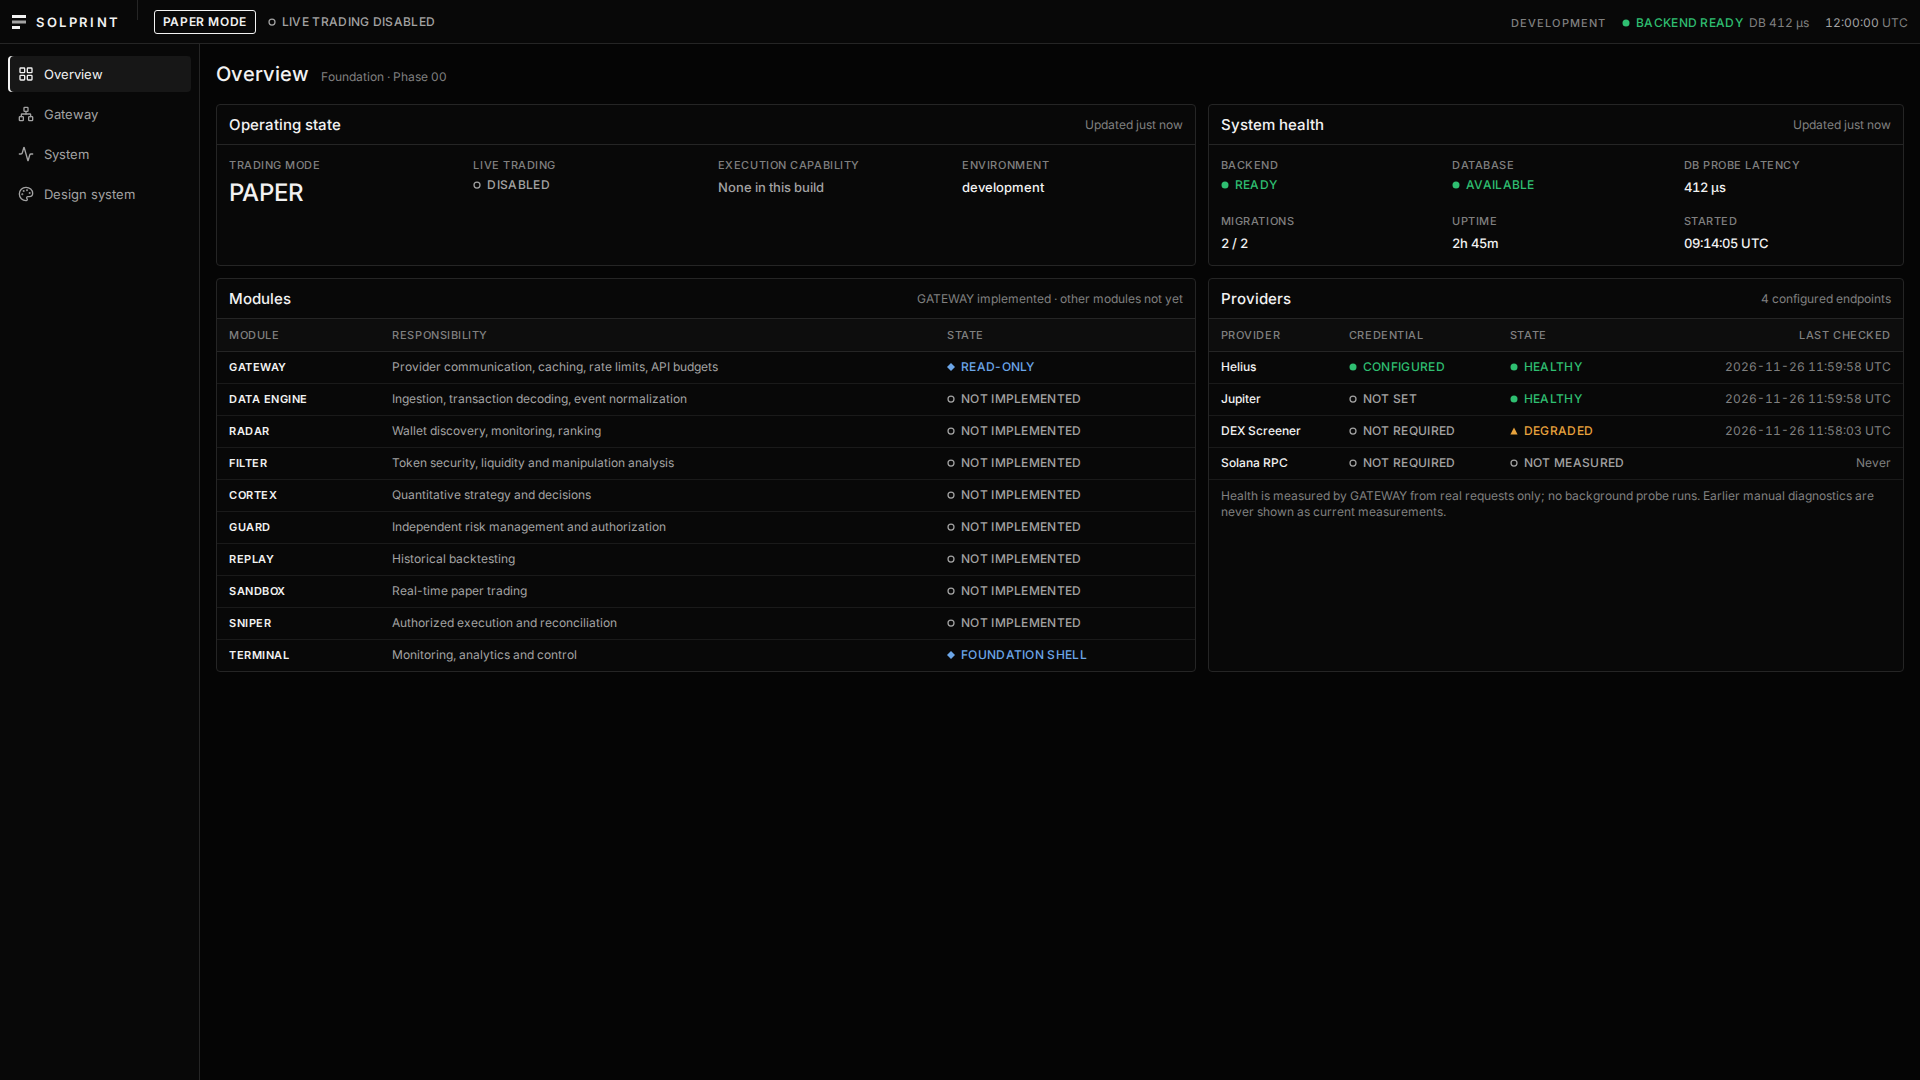 SOLPRINT
PAPER MODE
LIVE TRADING DISABLED
DEVELOPMENT
BACKEND READY DB 412 µs
12:00:00 UTC
Overview
Gateway
System
Design system
Overview Foundation · Phase 00
Operating state
Updated just now
TRADING MODE
LIVE TRADING
EXECUTION CAPABILITY
ENVIRONMENT
PAPER
DISABLED
None in this build
development
System health
Updated just now
BACKEND
DATABASE
DB PROBE LATENCY
READY
AVAILABLE
412 µs
MIGRATIONS
UPTIME
STARTED
2 / 2
2h 45m
09:14:05 UTC
Modules
GATEWAY implemented · other modules not yet
MODULE RESPONSIBILITY STATE
GATEWAY Provider communication, caching, rate limits, API budgets READ-ONLY
DATA ENGINE Ingestion, transaction decoding, event normalization NOT IMPLEMENTED
RADAR Wallet discovery, monitoring, ranking NOT IMPLEMENTED
FILTER Token security, liquidity and manipulation analysis NOT IMPLEMENTED
CORTEX Quantitative strategy and decisions NOT IMPLEMENTED
GUARD Independent risk management and authorization NOT IMPLEMENTED
REPLAY Historical backtesting NOT IMPLEMENTED
SANDBOX Real-time paper trading NOT IMPLEMENTED
SNIPER Authorized execution and reconciliation NOT IMPLEMENTED
TERMINAL Monitoring, analytics and control FOUNDATION SHELL
Providers
4 configured endpoints
PROVIDER CREDENTIAL STATE LAST CHECKED
Helius CONFIGURED HEALTHY 2026-11-26 11:59:58 UTC
Jupiter NOT SET HEALTHY 2026-11-26 11:59:58 UTC
DEX Screener NOT REQUIRED DEGRADED 2026-11-26 11:58:03 UTC
Solana RPC NOT REQUIRED NOT MEASURED Never
Health is measured by GATEWAY from real requests only; no background probe runs. Earlier manual diagnostics are
never shown as current measurements.